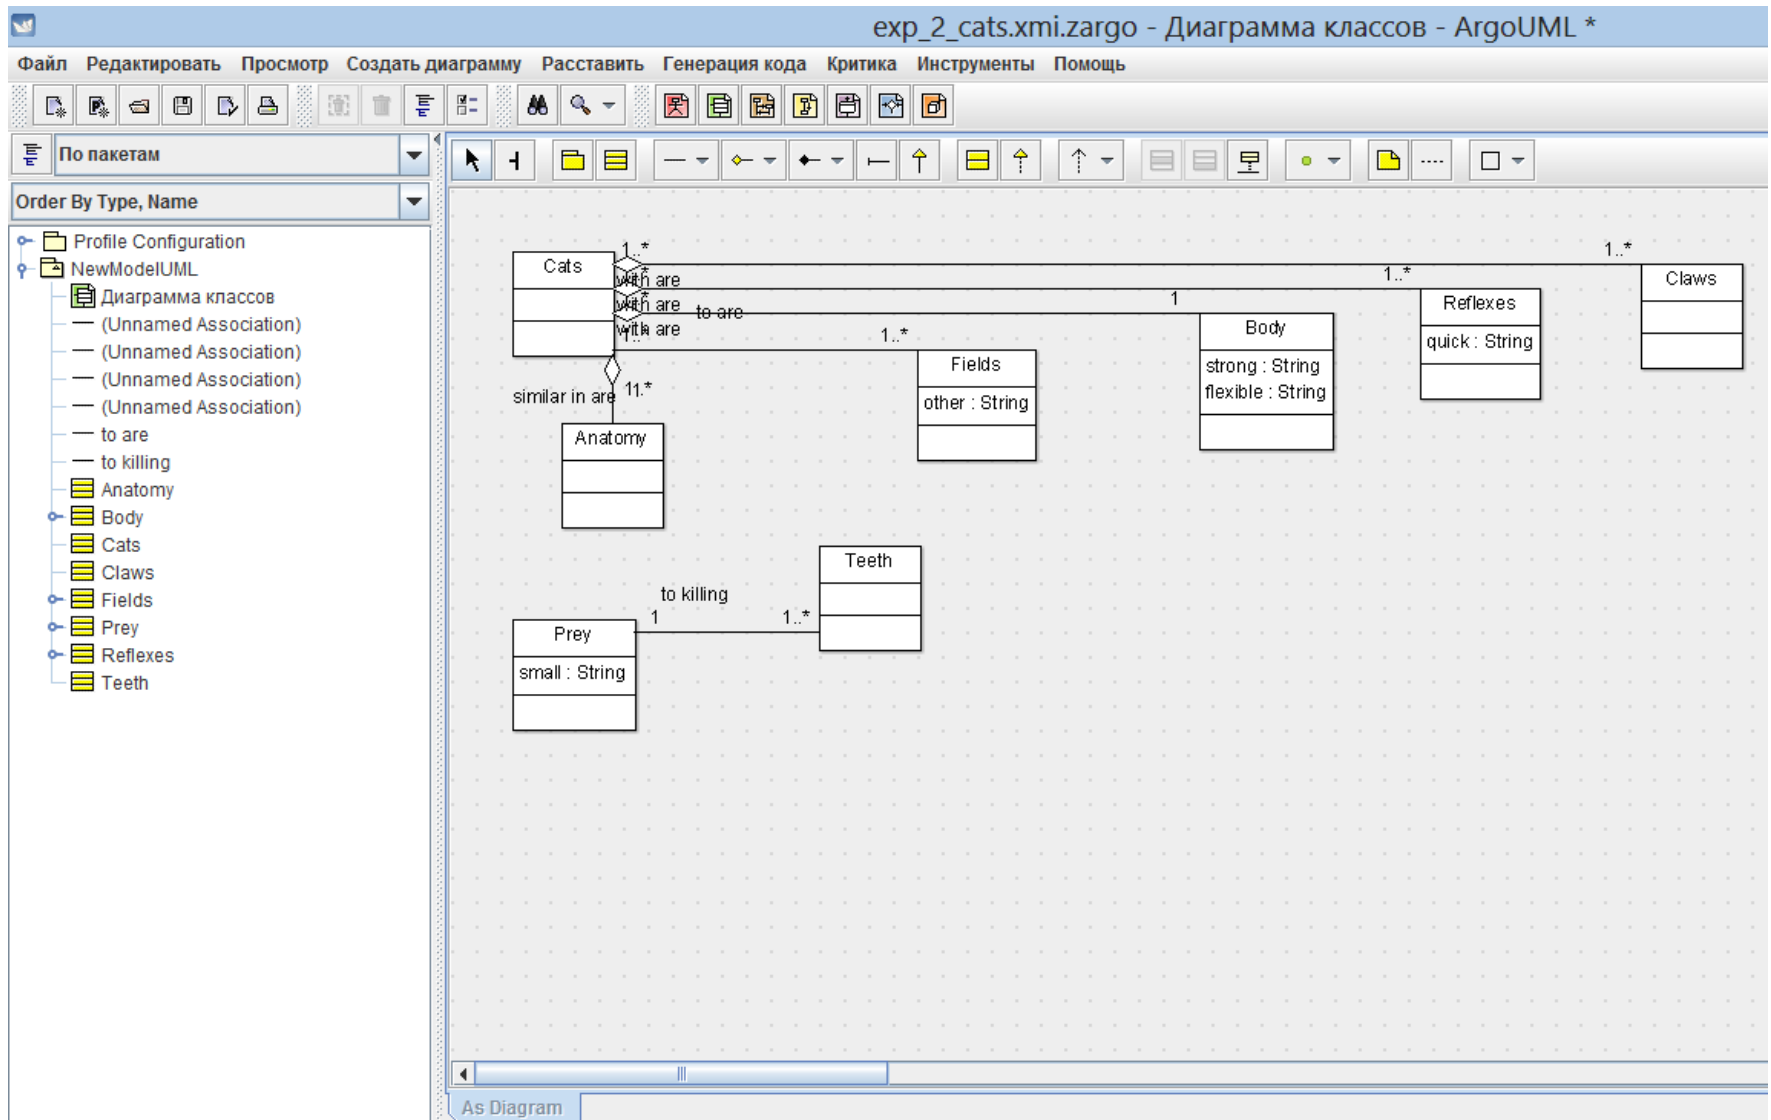 exp_2_cats.xmi.zargo - Диаграмма классов - ArgoUML *
Файл Редактировать Просмотр Создать диаграмму Расставить Генерация кода Критика Инструменты Помощь
По пакетам
Order By Type, Name
Profile Configuration
NewModelUML
Диаграмма классов
(Unnamed Association)
(Unnamed Association)
(Unnamed Association)
(Unnamed Association)
to are
to killing
Anatomy
Body
Cats
Claws
Fields
Prey
Reflexes
Teeth
1..*
1..*
Cats
with are
1..*
Claws
with are
to are
1
Reflexes
with are
1..*
Body
quick : String
Fields
strong : String
similar in are
11.*
flexible : String
other : String
Anatomy
Teeth
to killing
1
1..*
Prey
small : String
As Diagram